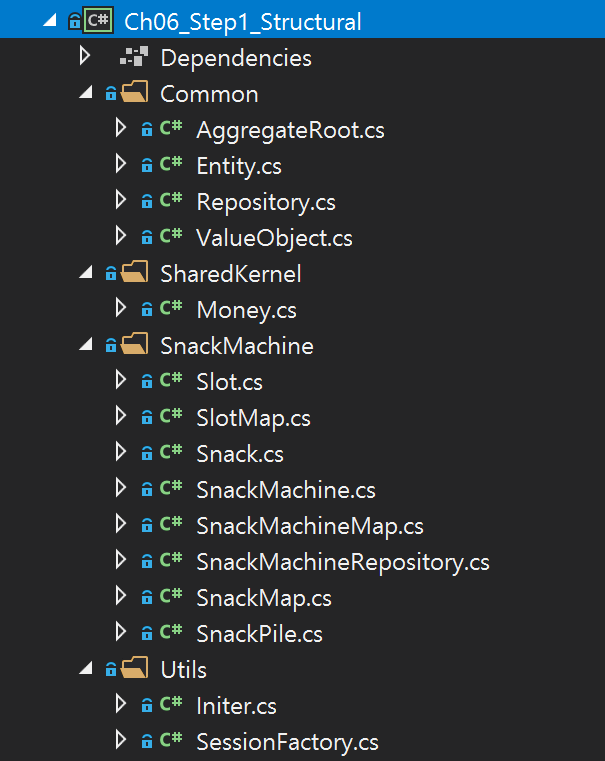 C# Ch06_Step1_Structural
Dependencies
Common
C# AggregateRoot.cs
C# Entity.cs
C# Repository.cs
C# ValueObject.cs
SharedKernel
C# Money.cs
SnackMachine
C# Slot.cs
C# SlotMap.cs
C# Snack.cs
C# SnackMachine.cs
C# SnackMachineMap.cs
C# SnackMachineRepository.cs
C# SnackMap.cs
C# SnackPile.cs
Utils
C# Initer.cs
C# SessionFactory.cs